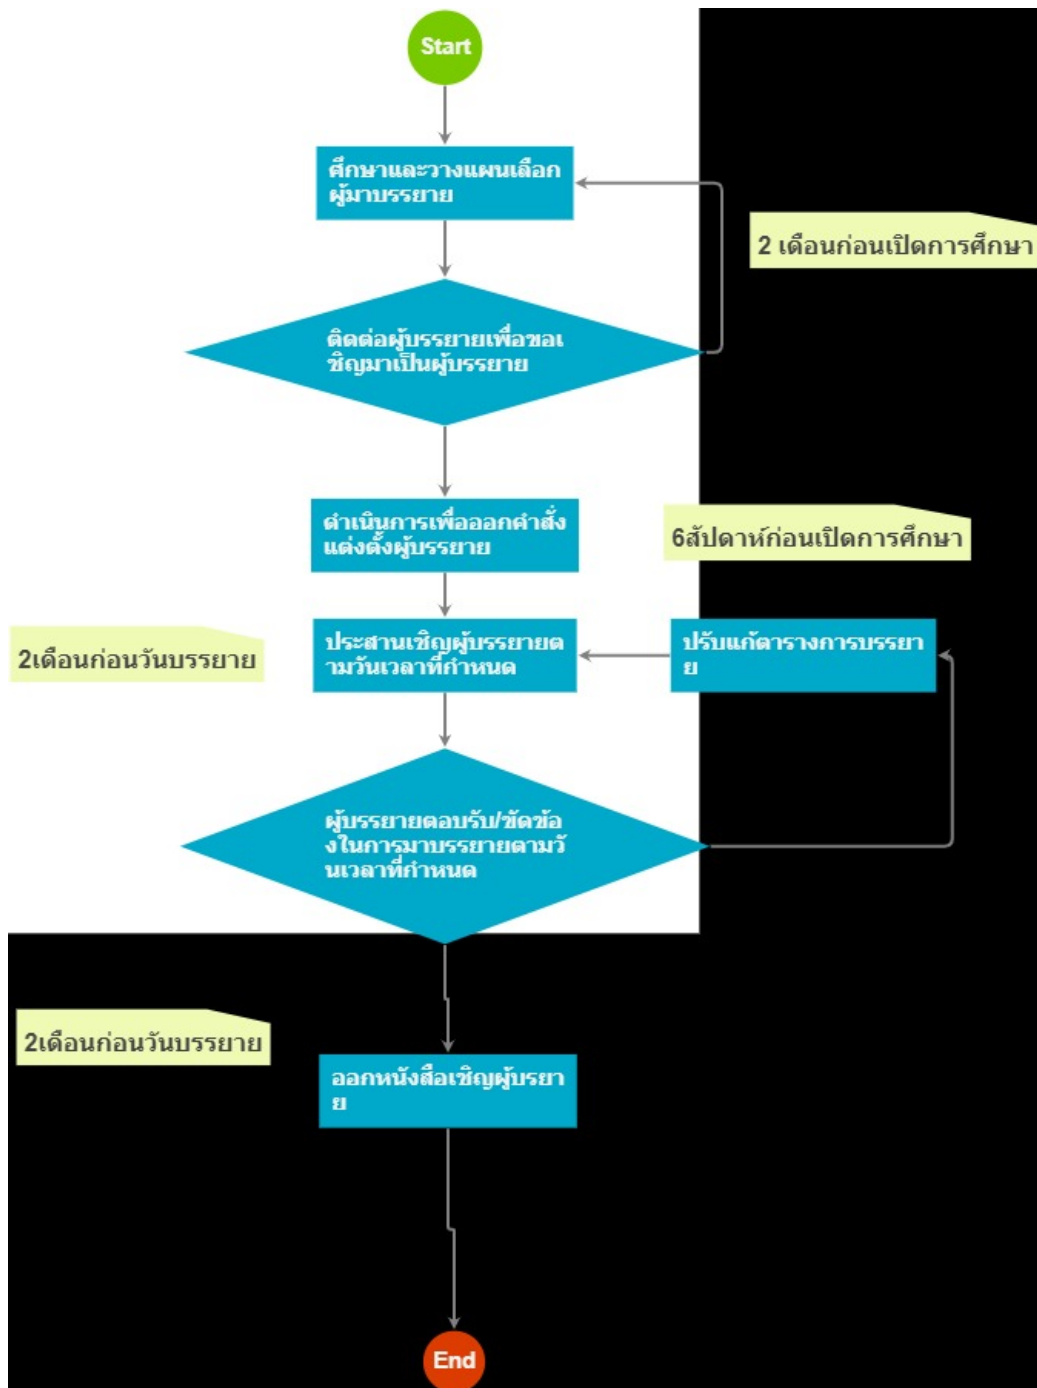 Start
ศึกษาและวางแผนเลือก
ผู้มาบรรยาย
2 เดือนก่อนเปิดการศึกษา
ติดต่อผู้บรรยายเพื่อขอเ
ชิญมาเป็นผู้บรรยาย
ดำเนินการเพื่อออกคำสั่ง
แต่งตั้งผู้บรรยาย
6สัปดาห์ก่อนเปิดการศึกษา
2เดือนก่อนวันบรรยาย
ประสานเชิญผู้บรรยายต
ามวันเวลาที่กำหนด
ปรับแก้ตารางการบรรยา
ย
ผู้บรรยายตอบรับ/ขัดข้อ
งในการมาบรรยายตามวั
นเวลาที่กำหนด
2เดือนก่อนวันบรรยาย
ออกหนังสือเชิญผู้บรยา
ย
End